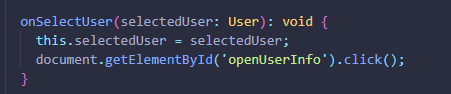 onSelectUser(selectedUser: User): void {
this.selectedUser = selectedUser;
document.getElementById('openUserInfo').click();
}